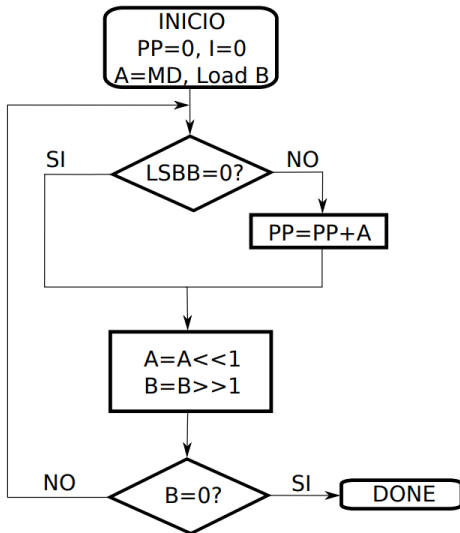 INICIO
PP=0, I=0
A=MD, Load B
SI
LSBB=0?
NO
PP=PP+A
A=A<<1
B=B>>1
NO
B=0?
SI
DONE